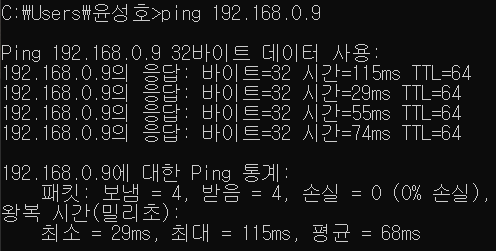 C:\Users\윤성호>ping 192.168.0.9
Ping 192.168.0.9 32바이트 데이터 사용:
192.168.0.9의 응답: 바이트=32 시간=115ms TTL=64
192.168.0.9의 응답: 바이트=32 시간=29ms TTL=64
192.168.0.9의 응답: 바이트=32 시간=55ms TTL=64
192.168.0.9의 응답: 바이트=32 시간=74ms TTL=64
192.168.0.9에 대한 Ping 통계:
패킷: 보냄 = 4, 받음 = 4, 손실 = 0 (0% 손실),
왕복 시간(밀리초):
최소 = 29ms, 최대 = 115ms, 평균 = 68ms